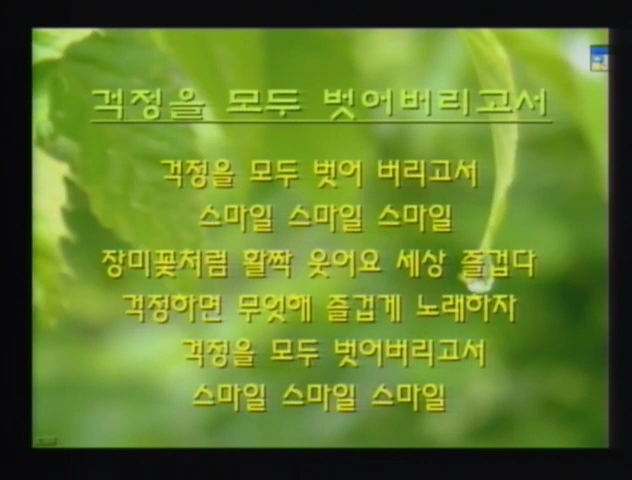 걱정을 모두 벗어버리고서
걱정을 모두 벗어 버리고서
스마일 스마일 스마일
장미꽃처럼 활짝 웃어요 세상 즐겁다
걱정하면 무엇해 즐겁게 노래하자
걱정을 모두 벗어버리고서
스마일 스마일 스마일